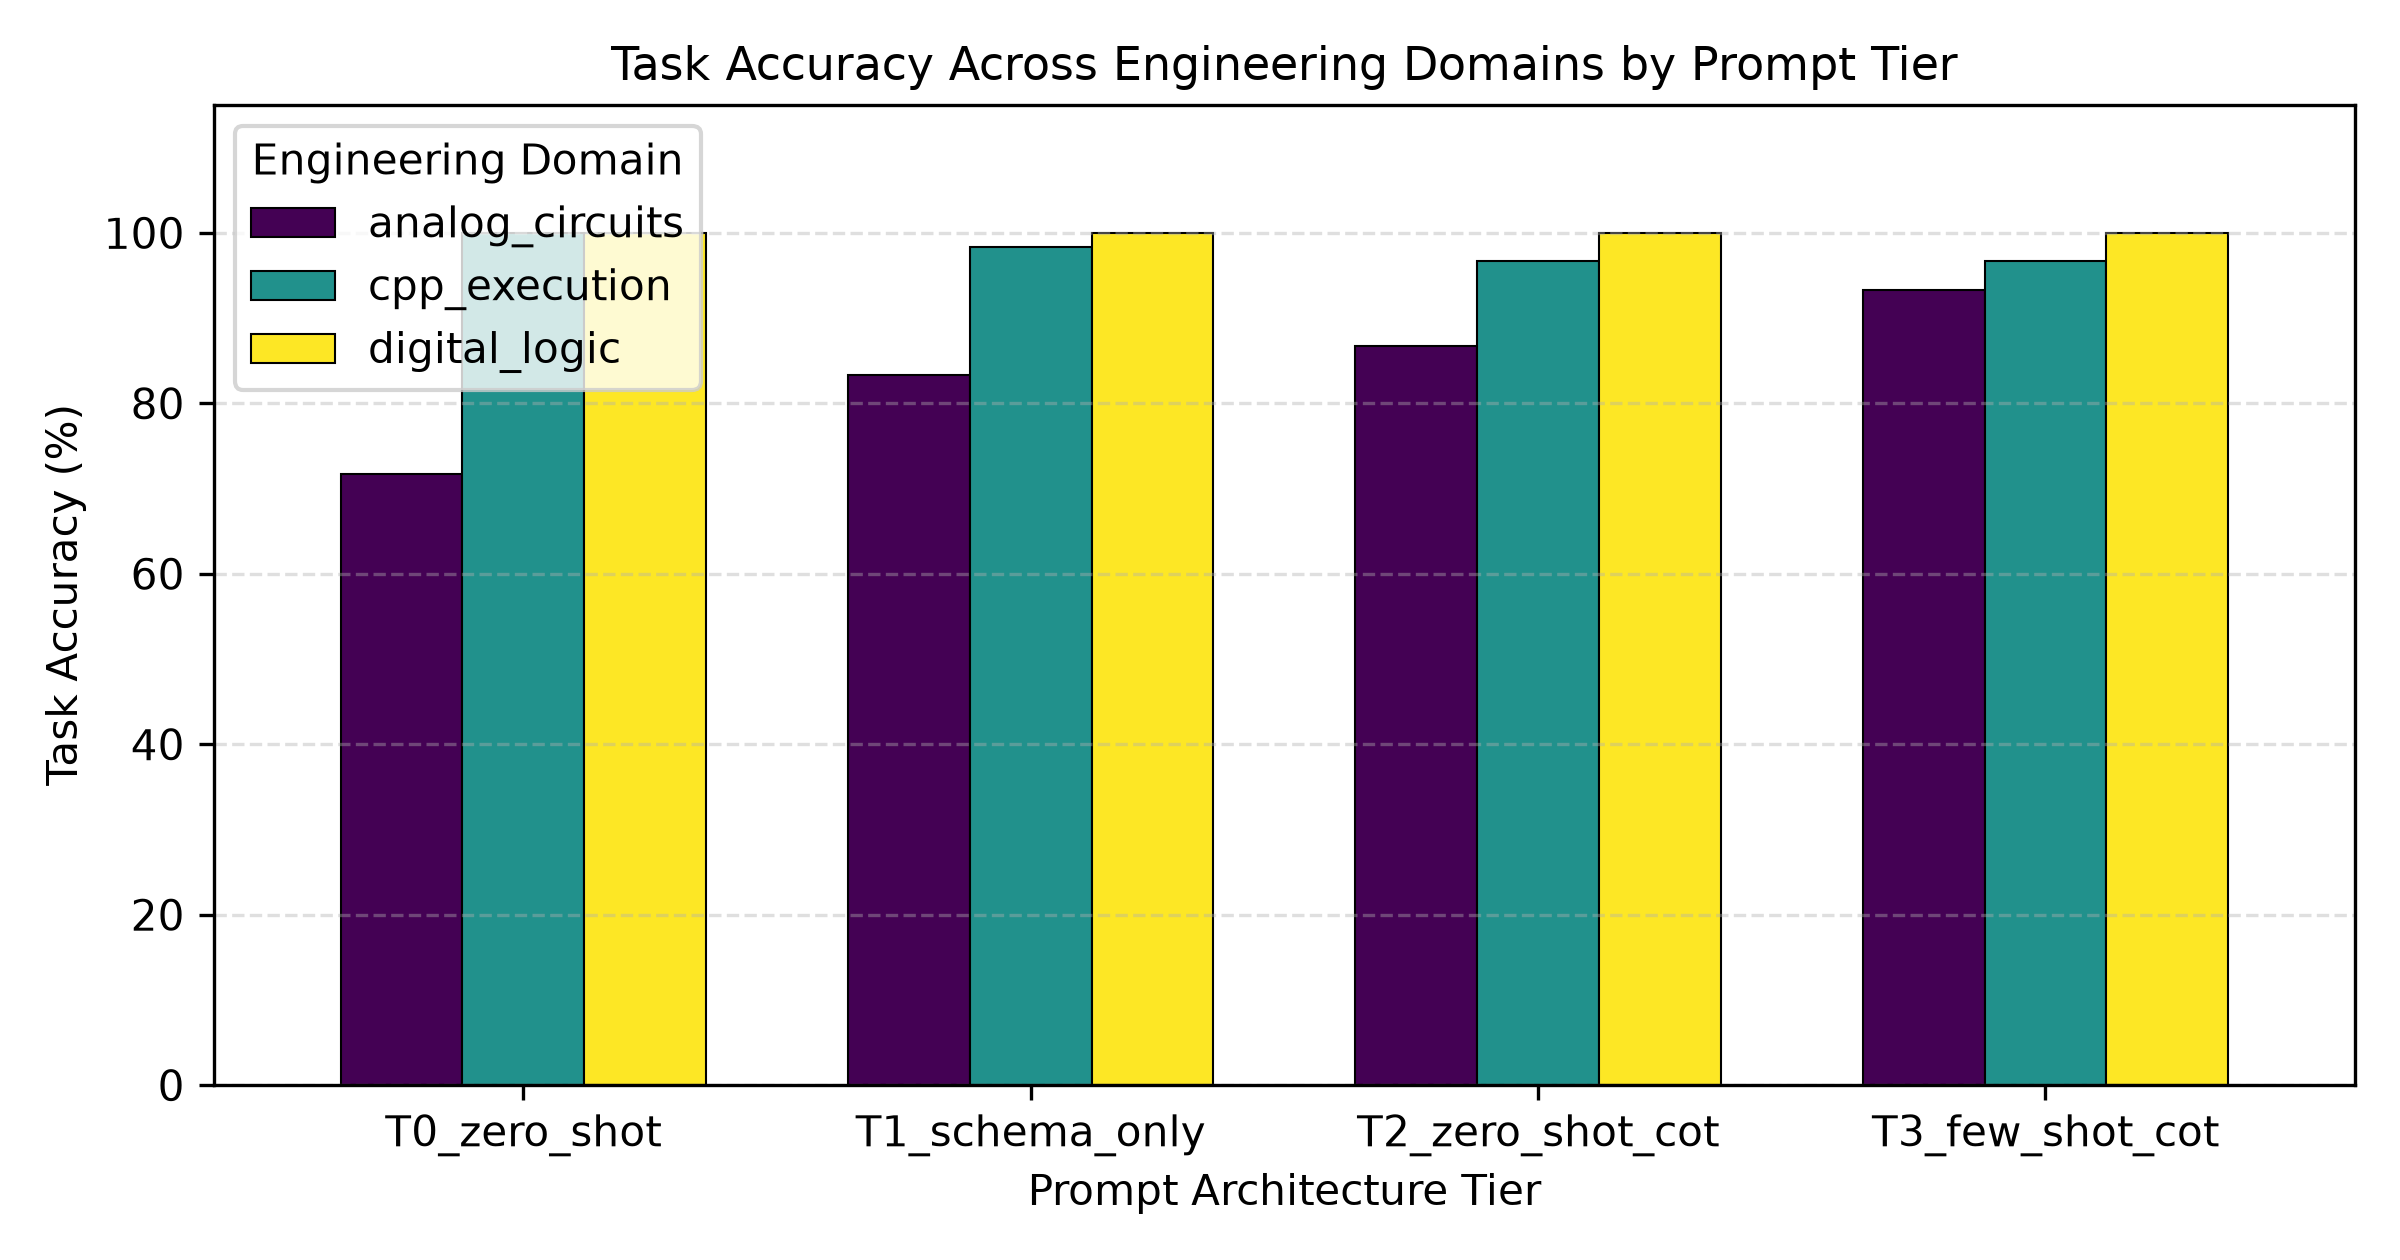 Task Accuracy Across Engineering Domains by Prompt Tier
Engineering Domain
analog_circuits
cpp_execution
digital_logic
Task Accuracy (%)
100
80
60
40
20
0
T0_zero_shot
T1_schema_only
T2_zero_shot_cot
T3_few_shot_cot
Prompt Architecture Tier